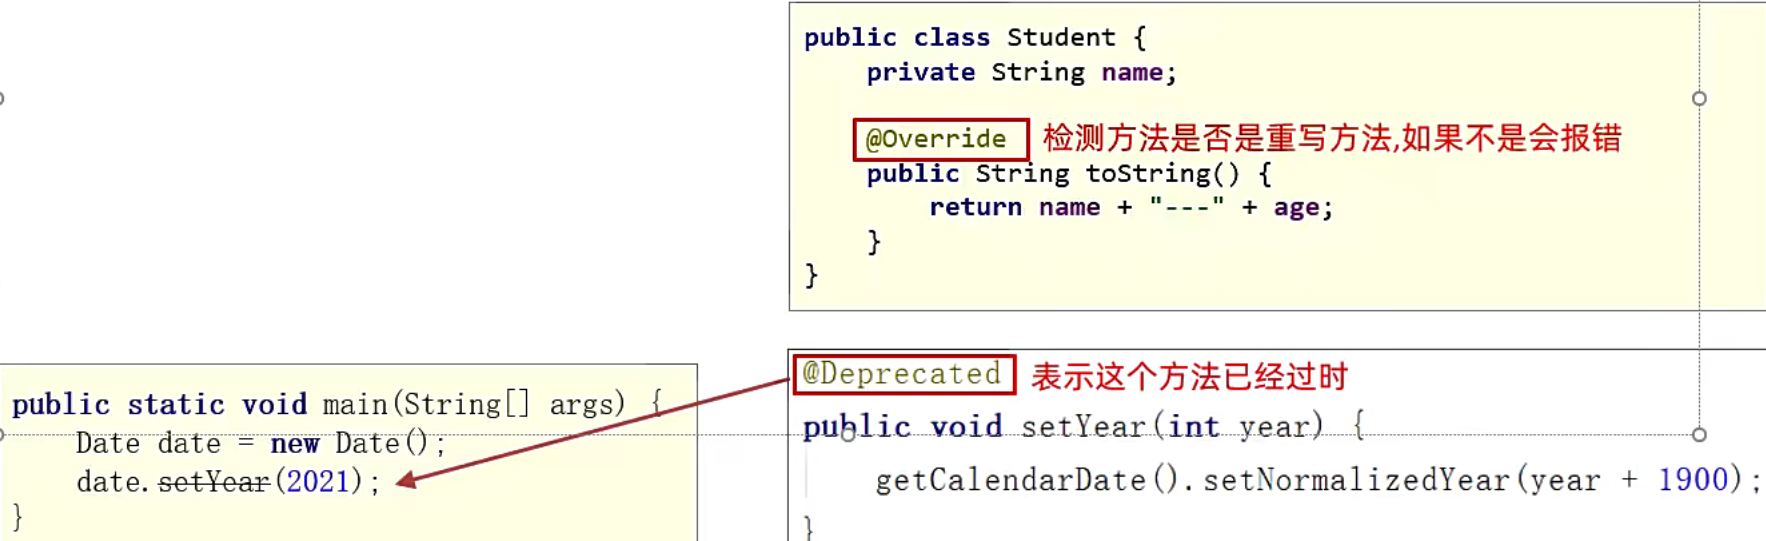 public class Student {
private String name;
@Override 检测方法是否是重写方法,如果不是会报错
public String toString() {
return name + "---" + age;
}
}
public static void main(String[] args) {
Date date = new Date();
date.setYear(2021);
}
@Deprecated 表示这个方法已经过时
public void setYear(int year) {
getCalendarDate().setNormalizedYear(year + 1900);
}